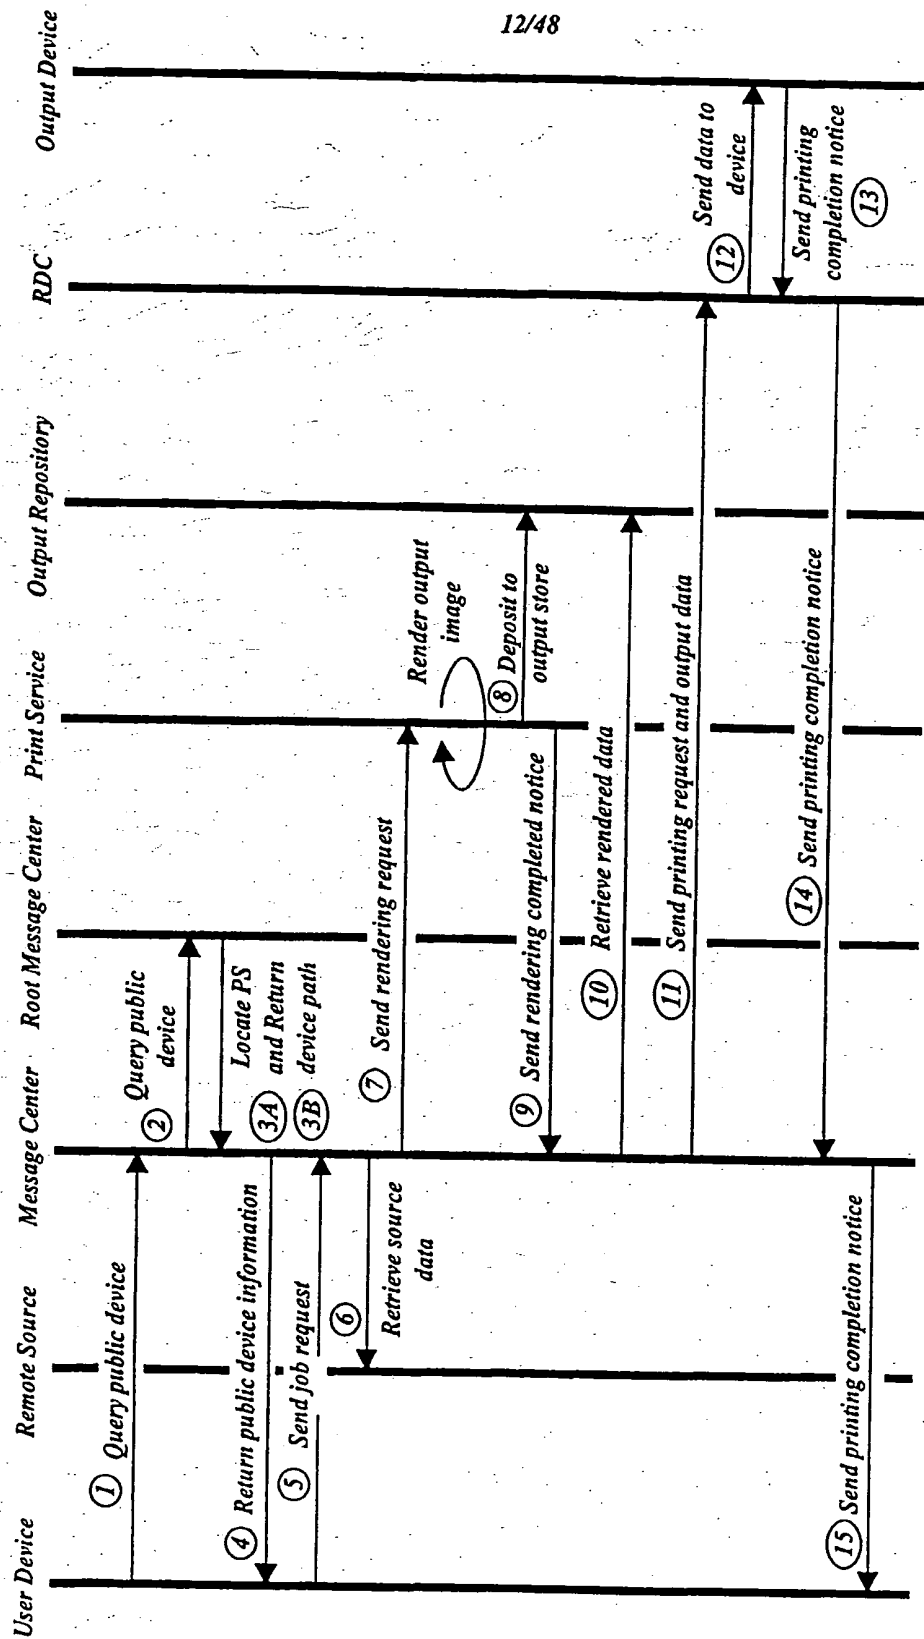 12/48
User Device
Remote Source
Message Center
Root Message Center
Print Service
Output Repository
RDC
Output Device
1 Query public device
2 Query public
device
Locate PS
3A and Return
3B device path
4 Return public device information
5 Send job request
6
Retrieve source
data
7 Send rendering request
Render output
image
8 Deposit to
output store
9 Send rendering completed notice
10 Retrieve rendered data
11 Send printing request and output data
12 Send data to
device
Send printing
completion notice
13
14 Send printing completion notice
15 Send printing completion notice